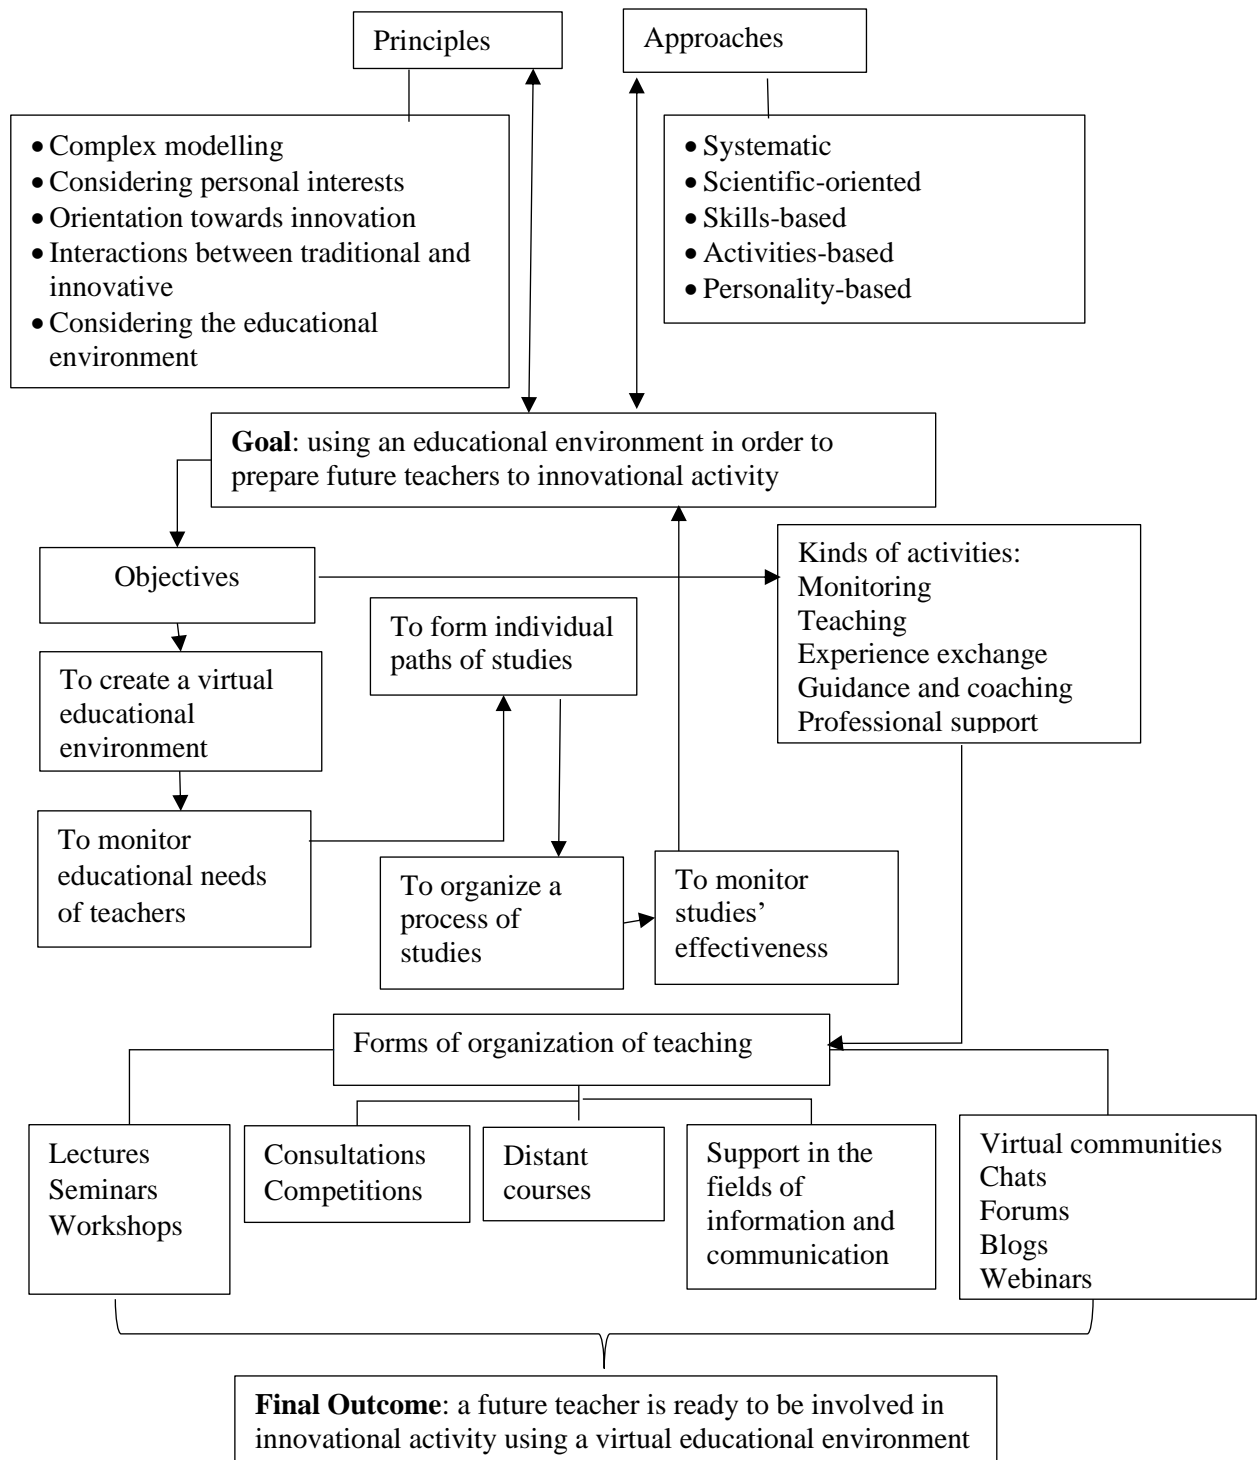 Principles
Approaches
• Complex modelling
• Considering personal interests
• Orientation towards innovation
• Interactions between traditional and
innovative
• Considering the educational
environment
• Systematic
• Scientific-oriented
• Skills-based
• Activities-based
• Personality-based
Goal: using an educational environment in order to
prepare future teachers to innovational activity
Objectives
Kinds of activities:
Monitoring
Teaching
Experience exchange
Guidance and coaching
Professional support
To form individual
paths of studies
To create a virtual
educational
environment
To monitor
educational needs
of teachers
To organize a
process of
studies
To monitor
studies’
effectiveness
Forms of organization of teaching
Lectures
Seminars
Workshops
Consultations
Competitions
Distant
courses
Support in the
fields of
information and
communication
Virtual communities
Chats
Forums
Blogs
Webinars
Final Outcome: a future teacher is ready to be involved in
innovational activity using a virtual educational environment